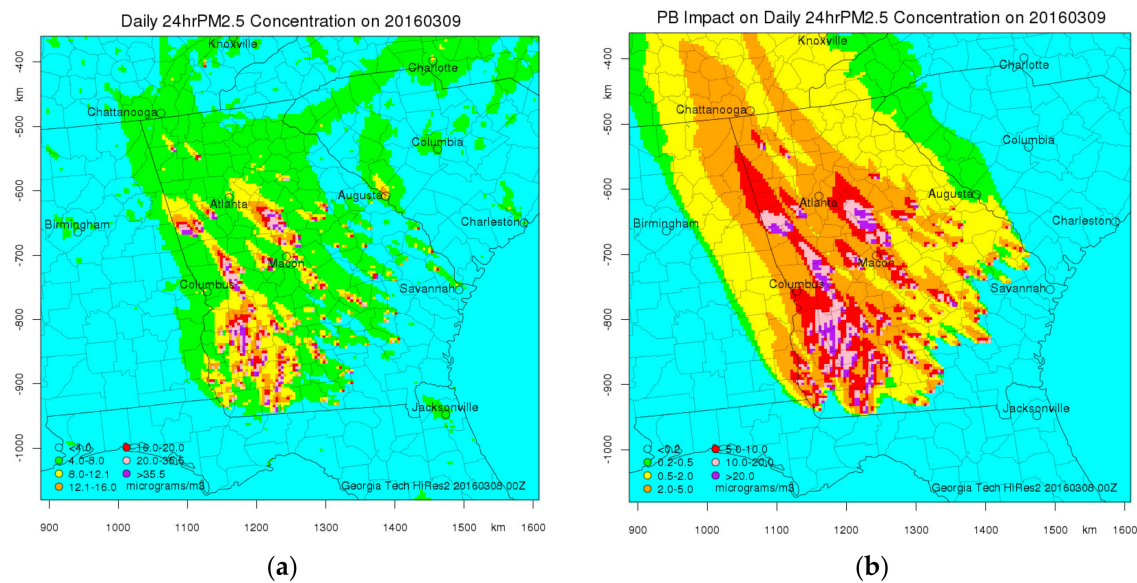 Daily 24hrPM2.5 Concentration on 20160309
Knoxville
Charlotte
Chattanooga
Columbia
Augusta
Atlanta
Birmingham
Charleston
Macon
Columbus
Savannah
Jacksonville
-400
km
-500
-600
-700
-800
-900
-1000
<4.0
4.0-8.0
8.0-12.1
12.1-16.0
16.0-20.0
20.0-35.5
>35.5
micrograms/m3
Georgia Tech HiRes2 20160308 00Z
900 1000 1100 1200 1300 1400 1500 km 1600
(a)
PB Impact on Daily 24hrPM2.5 Concentration on 20160309
Knoxville
Charlotte
Chattanooga
Columbia
Augusta
Atlanta
Birmingham
Charleston
Macon
Columbus
Savannah
Jacksonville
-400
km
-500
-600
-700
-800
-900
-1000
<0.2
0.2-0.5
0.5-2.0
2.0-5.0
5.0-10.0
10.0-20.0
>20.0
micrograms/m3
Georgia Tech HiRes2 20160308 00Z
900 1000 1100 1200 1300 1400 1500 km 1600
(b)